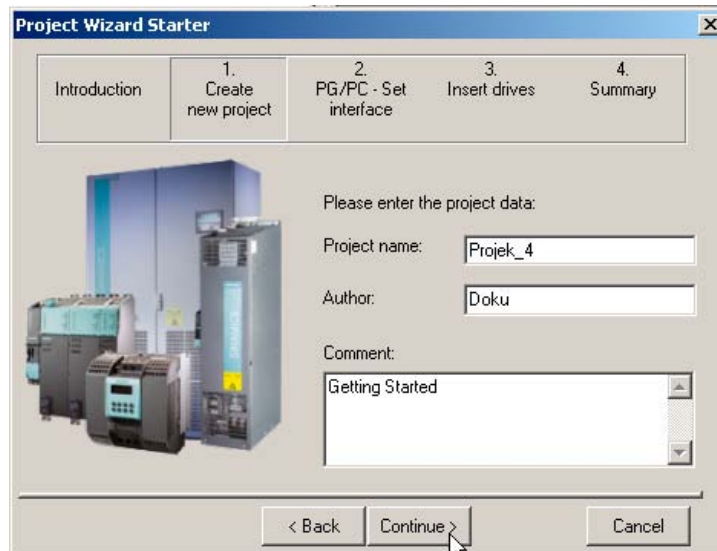 Project Wizard Starter
Introduction
1.
Create
new project
2.
PG/PC - Set
interface
3.
Insert drives
4.
Summary
Please enter the project data:
Project name:
Projek_4
Author:
Doku
Comment:
Getting Started
SINAMICS
< Back
Continue >
Cancel